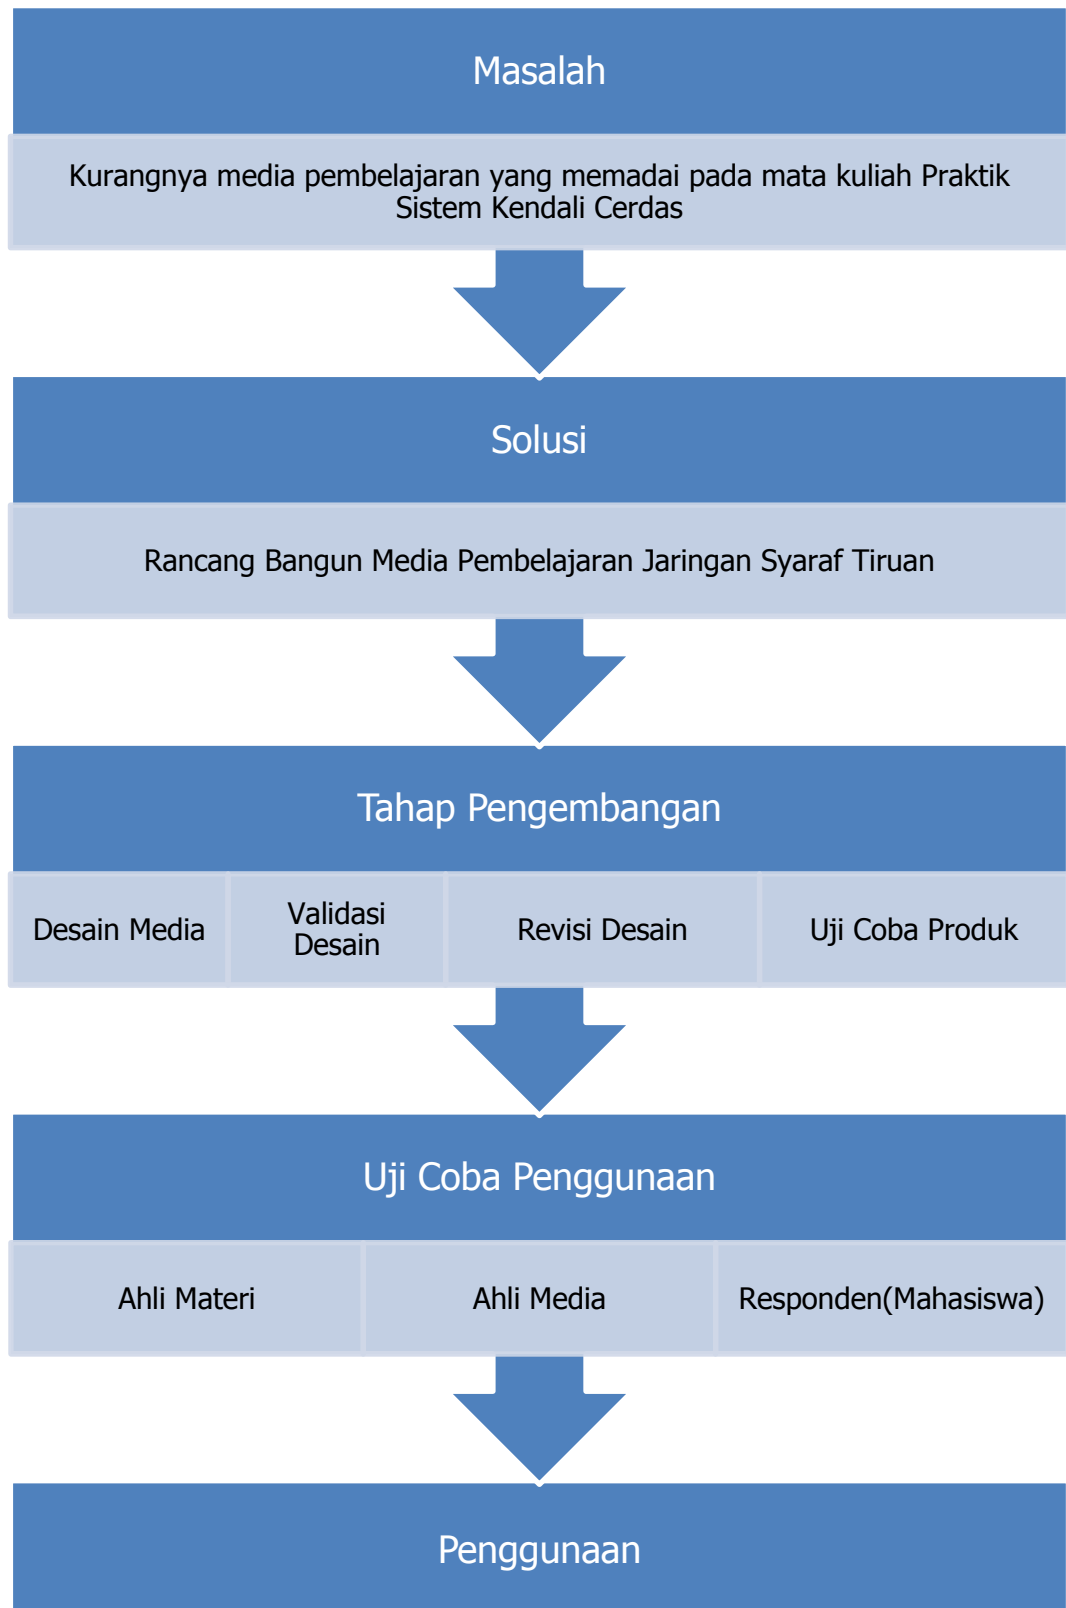 Masalah
Kurangnya media pembelajaran yang memadai pada mata kuliah Praktik
Sistem Kendali Cerdas
Solusi
Rancang Bangun Media Pembelajaran Jaringan Syaraf Tiruan
Tahap Pengembangan
Desain Media
Validasi
Desain
Revisi Desain
Uji Coba Produk
Uji Coba Penggunaan
Ahli Materi
Ahli Media
Responden(Mahasiswa)
Penggunaan